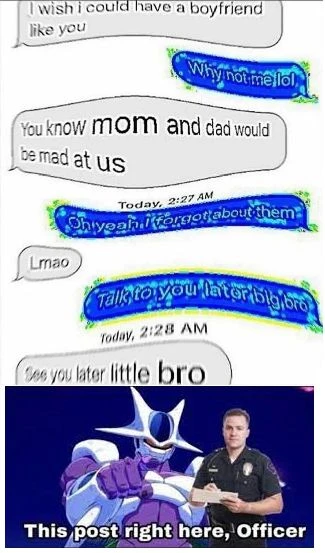 I wish i could have a boyfriend
like you
Why not me lol
You know mom and dad would
be mad at us
Today, 2:27 AM
Oh yeah I forgot about them
Lmao
Talk to you later big bro
Today, 2:28 AM
See you later little bro
This post right here, Officer